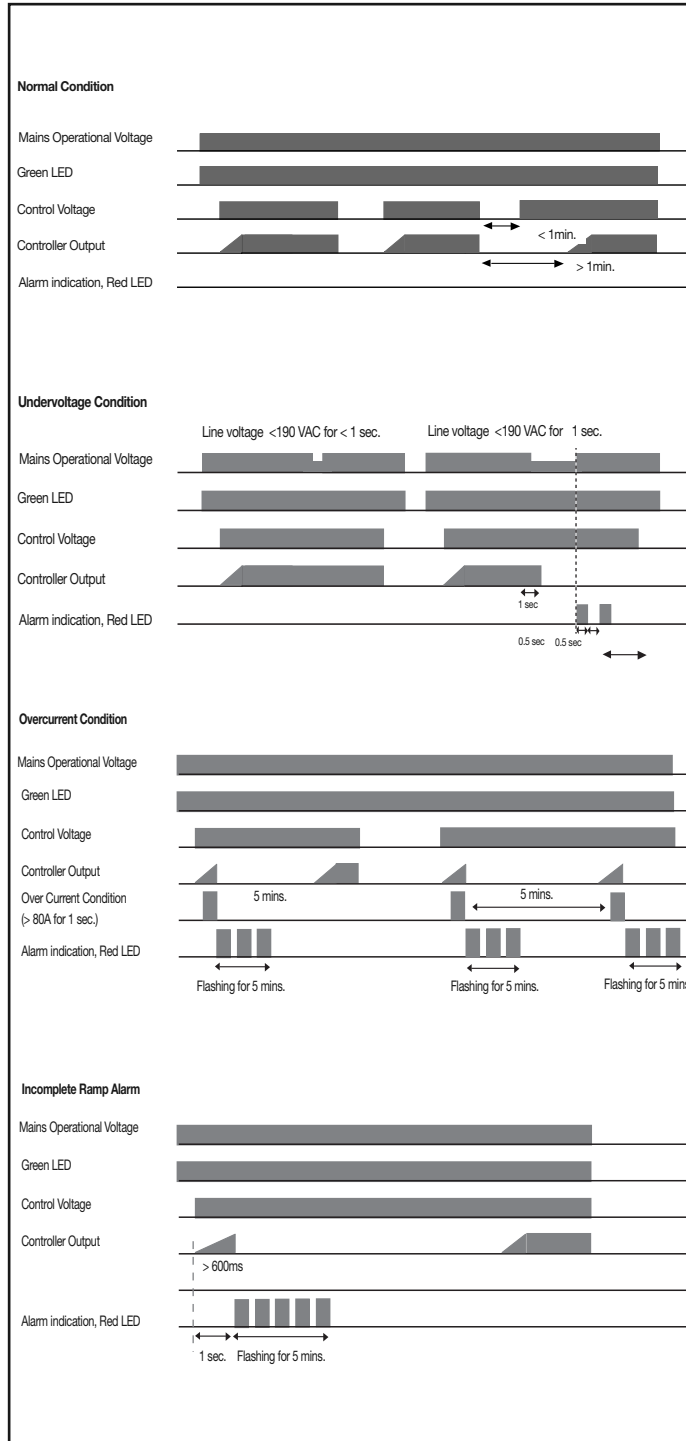 Normal Condition
Mains Operational Voltage
Green LED
Control Voltage
< 1min.
Controller Output
> 1min.
Alarm indication, Red LED
Undervoltage Condition
Line voltage <190 VAC for < 1 sec.
Line voltage <190 VAC for 1 sec.
Mains Operational Voltage
Green LED
Control Voltage
Controller Output
1 sec
Alarm indication, Red LED
0.5 sec 0.5 sec
Overcurrent Condition
Mains Operational Voltage
Green LED
Control Voltage
Controller Output
Over Current Condition
(> 80A for 1 sec.)
5 mins.
5 mins.
Alarm indication, Red LED
Flashing for 5 mins.
Flashing for 5 mins.
Flashing for 5 mins
Incomplete Ramp Alarm
Mains Operational Voltage
Green LED
Control Voltage
Controller Output
> 600ms
Alarm indication, Red LED
1 sec.
Flashing for 5 mins.